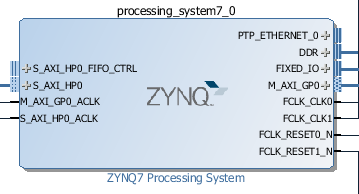 processing_system7_0
PTP_ETHERNET_0
DDR
S_AXI_HP0_FIFO_CTRL
FIXED_IO
S_AXI_HP0
M_AXI_GP0
M_AXI_GP0_ACLK
FCLK_CLK0
S_AXI_HP0_ACLK
FCLK_CLK1
FCLK_RESET0_N
FCLK_RESET1_N
ZYNQ
ZYNQ7 Processing System